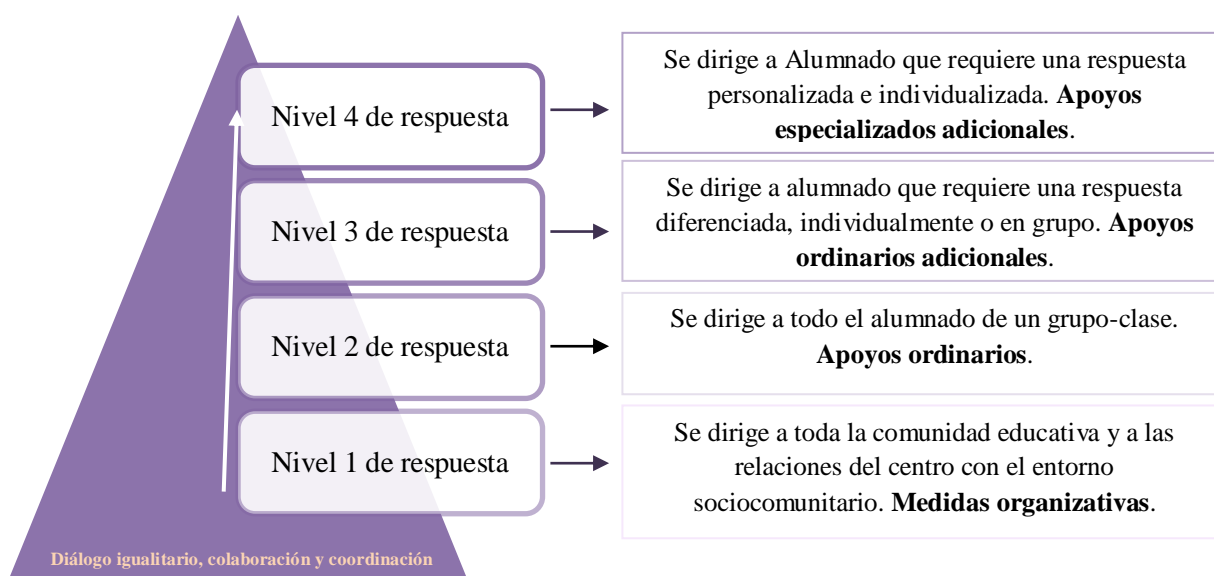 Nivel 4 de respuesta
Se dirige a Alumnado que requiere una respuesta
personalizada e individualizada. Apoyos
especializados adicionales.
Nivel 3 de respuesta
Se dirige a alumnado que requiere una respuesta
diferenciada, individualmente o en grupo. Apoyos
ordinarios adicionales.
Nivel 2 de respuesta
Se dirige a todo el alumnado de un grupo-clase.
Apoyos ordinarios.
Nivel 1 de respuesta
Se dirige a toda la comunidad educativa y a las
relaciones del centro con el entorno
sociocomunitario. Medidas organizativas.
Diálogo igualitario, colaboración y coordinación